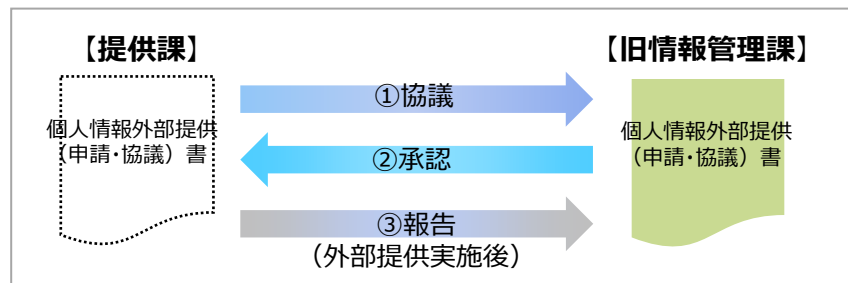 【提供課】
【旧情報管理課】
個人情報外部提供
(申請・協議)書
①協議
②承認
③報告
(外部提供実施後)
個人情報外部提供
(申請・協議)書